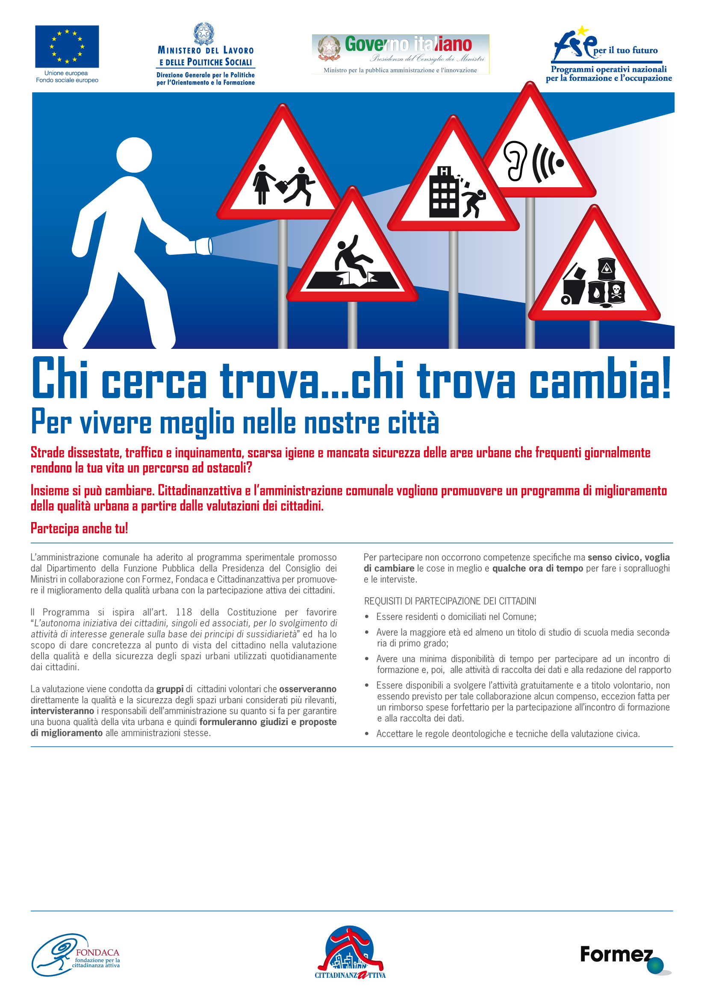 Unione europea
Fondo sociale europeo
MINISTERO DEL LAVORO
E DELLE POLITICHE SOCIALI
Direzione Generale per le Politiche
per l'Orientamento e la Formazione
Governo italiano
Presidenza del Consiglio dei Ministri
Ministro per la pubblica amministrazione e l'innovazione
fse per il tuo futuro
Programmi operativi nazionali
per la formazione e l'occupazione
H
Chi cerca trova...chi trova cambia!
Per vivere meglio nelle nostre città
Strade dissestate, traffico e inquinamento, scarsa igiene e mancata sicurezza delle aree urbane che frequenti giornalmente
rendono la tua vita un percorso ad ostacoli?
Insieme si può cambiare. Cittadinanzattiva e l'amministrazione comunale vogliono promuovere un programma di miglioramento
della qualità urbana a partire dalle valutazioni dei cittadini.
Partecipa anche tu!
L'amministrazione comunale ha aderito al programma sperimentale promosso
dal Dipartimento della Funzione Pubblica della Presidenza del Consiglio dei
Ministri in collaborazione con Formez, Fondaca e Cittadinanzattiva per promuove-
re il miglioramento della qualità urbana con la partecipazione attiva dei cittadini.
Il Programma si ispira all'art. 118 della Costituzione per favorire
“L'autonoma iniziativa dei cittadini, singoli ed associati, per lo svolgimento di
attività di interesse generale sulla base dei principi di sussidiarietà” ed ha lo
scopo di dare concretezza al punto di vista del cittadino nella valutazione
della qualità e della sicurezza degli spazi urbani utilizzati quotidianamente
dai cittadini.
La valutazione viene condotta da gruppi di cittadini volontari che osserveranno
direttamente la qualità e la sicurezza degli spazi urbani considerati più rilevanti,
intervisteranno i responsabili dell'amministrazione su quanto si fa per garantire
una buona qualità della vita urbana e quindi formuleranno giudizi e proposte
di miglioramento alle amministrazioni stesse.
Per partecipare non occorrono competenze specifiche ma senso civico, voglia
di cambiare le cose in meglio e qualche ora di tempo per fare i sopralluoghi
e le interviste.
REQUISITI DI PARTECIPAZIONE DEI CITTADINI
• Essere residenti o domiciliati nel Comune;
• Avere la maggiore età ed almeno un titolo di studio di scuola media seconda-
ria di primo grado;
• Avere una minima disponibilità di tempo per partecipare ad un incontro di
formazione e, poi, alle attività di raccolta dei dati e alla redazione del rapporto
• Essere disponibili a svolgere l'attività gratuitamente e a titolo volontario, non
essendo previsto per tale collaborazione alcun compenso, eccezion fatta per
un rimborso spese forfettario per la partecipazione all'incontro di formazione
e alla raccolta dei dati.
• Accettare le regole deontologiche e tecniche della valutazione civica.
FONDACA
fondazione per la
cittadinanza attiva
CITTADINANZATTIVA
Formez